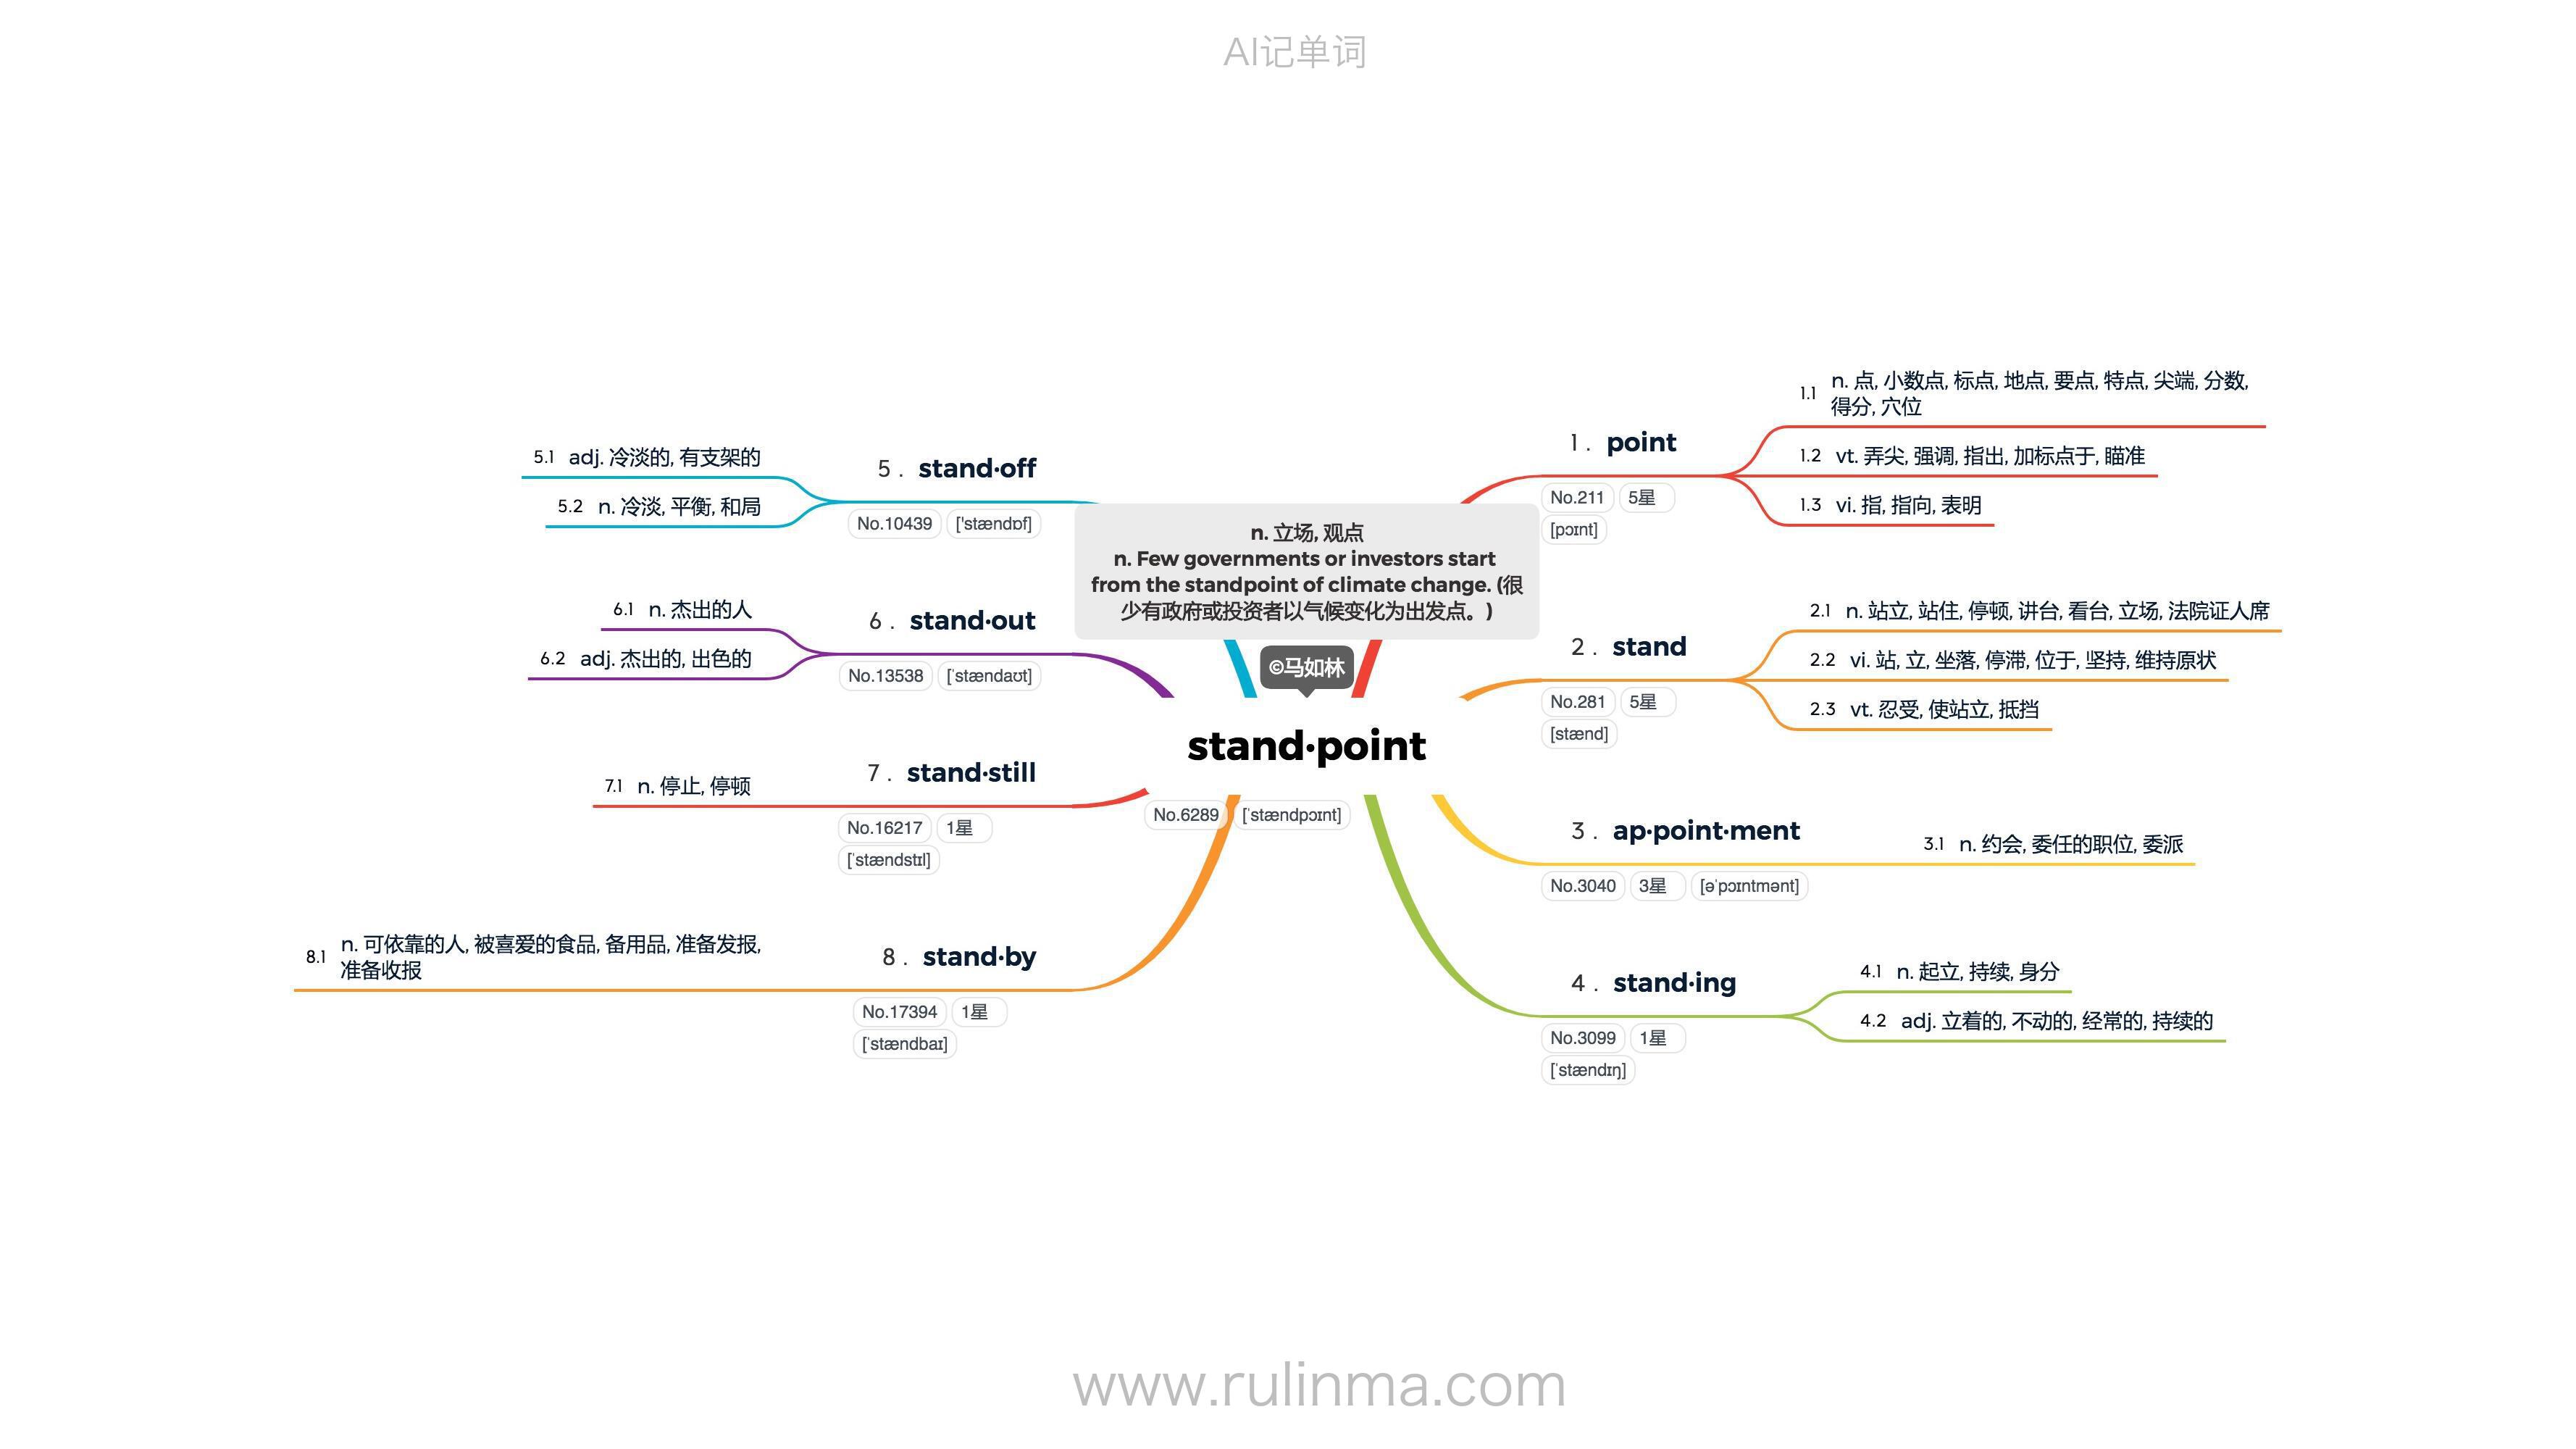 AI记单词
n. 立场, 观点
n. Few governments or investors start
from the standpoint of climate change. (很
少有政府或投资者以气候变化为出发点。)
©马如林
stand·point
No.6289 ['stændpɔɪnt]
1. point
No.211 5星
[pɔɪnt]
1.1 n. 点, 小数点, 标点, 地点, 要点, 特点, 尖端, 分数,
得分, 穴位
1.2 vt. 弄尖, 强调, 指出, 加标点于, 瞄准
1.3 vi. 指, 指向, 表明
2. stand
No.281 5星
[stænd]
2.1 n. 站立, 站住, 停顿, 讲台, 看台, 立场, 法院证人席
2.2 vi. 站, 立, 坐落, 停滞, 位于, 坚持, 维持原状
2.3 vt. 忍受, 使站立, 抵挡
3. ap·point·ment
No.3040 3星 [ə'pɔɪntmənt]
3.1 n. 约会, 委任的职位, 委派
4. stand·ing
No.3099 1星
['stændɪŋ]
4.1 n. 起立, 持续, 身分
4.2 adj. 立着的, 不动的, 经常的, 持续的
5. stand·off
No.10439 ['stændɒf]
5.1 adj. 冷淡的, 有支架的
5.2 n. 冷淡, 平衡, 和局
6. stand·out
No.13538 ['stændaʊt]
6.1 n. 杰出的人
6.2 adj. 杰出的, 出色的
7. stand·still
No.16217 1星
['stændstɪl]
7.1 n. 停止, 停顿
8. stand·by
No.17394 1星
['stændbaɪ]
8.1 n. 可依靠的人, 被喜爱的食品, 备用品, 准备发报,
准备收报
www.rulinma.com